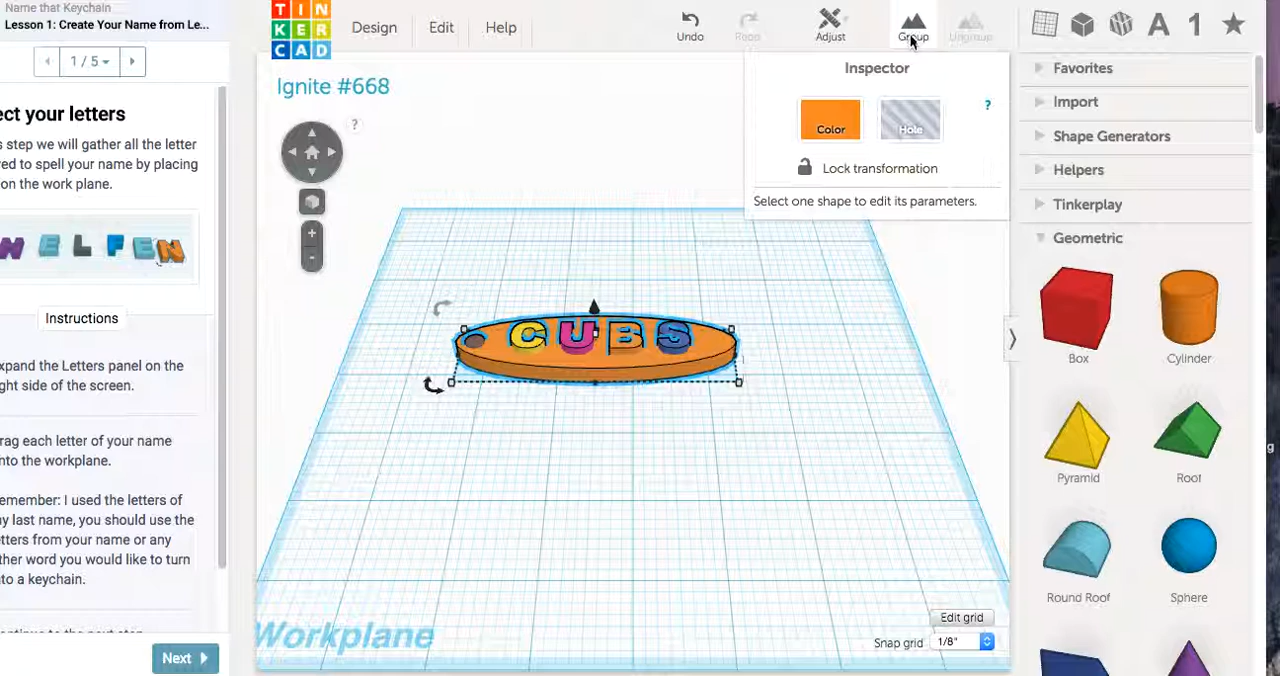 Name that Keychain
Lesson 1: Create Your Name from Le...
1 / 5
ect your letters
s step we will gather all the letter
ed to spell your name by placing
on the work plane.
W E L F E N
Instructions
xpand the Letters panel on the
ght side of the screen.
rag each letter of your name
nto the workplane.
emember: I used the letters of
y last name, you should use the
etters from your name or any
ther word you would like to turn
nto a keychain.
Next
TIN
KER
CAD
Design
Edit
Help
Undo
Redo
Adjust
Group
Ungroup
A 1
Ignite #668
?
+
-
Inspector
Color
Hole
?
Lock transformation
Select one shape to edit its parameters.
CUBS
Workplane
Edit grid
Snap grid 1/8"
Favorites
Import
Shape Generators
Helpers
Tinkerplay
Geometric
Box
Cylinder
Pyramid
Roof
Round Roof
Sphere
g